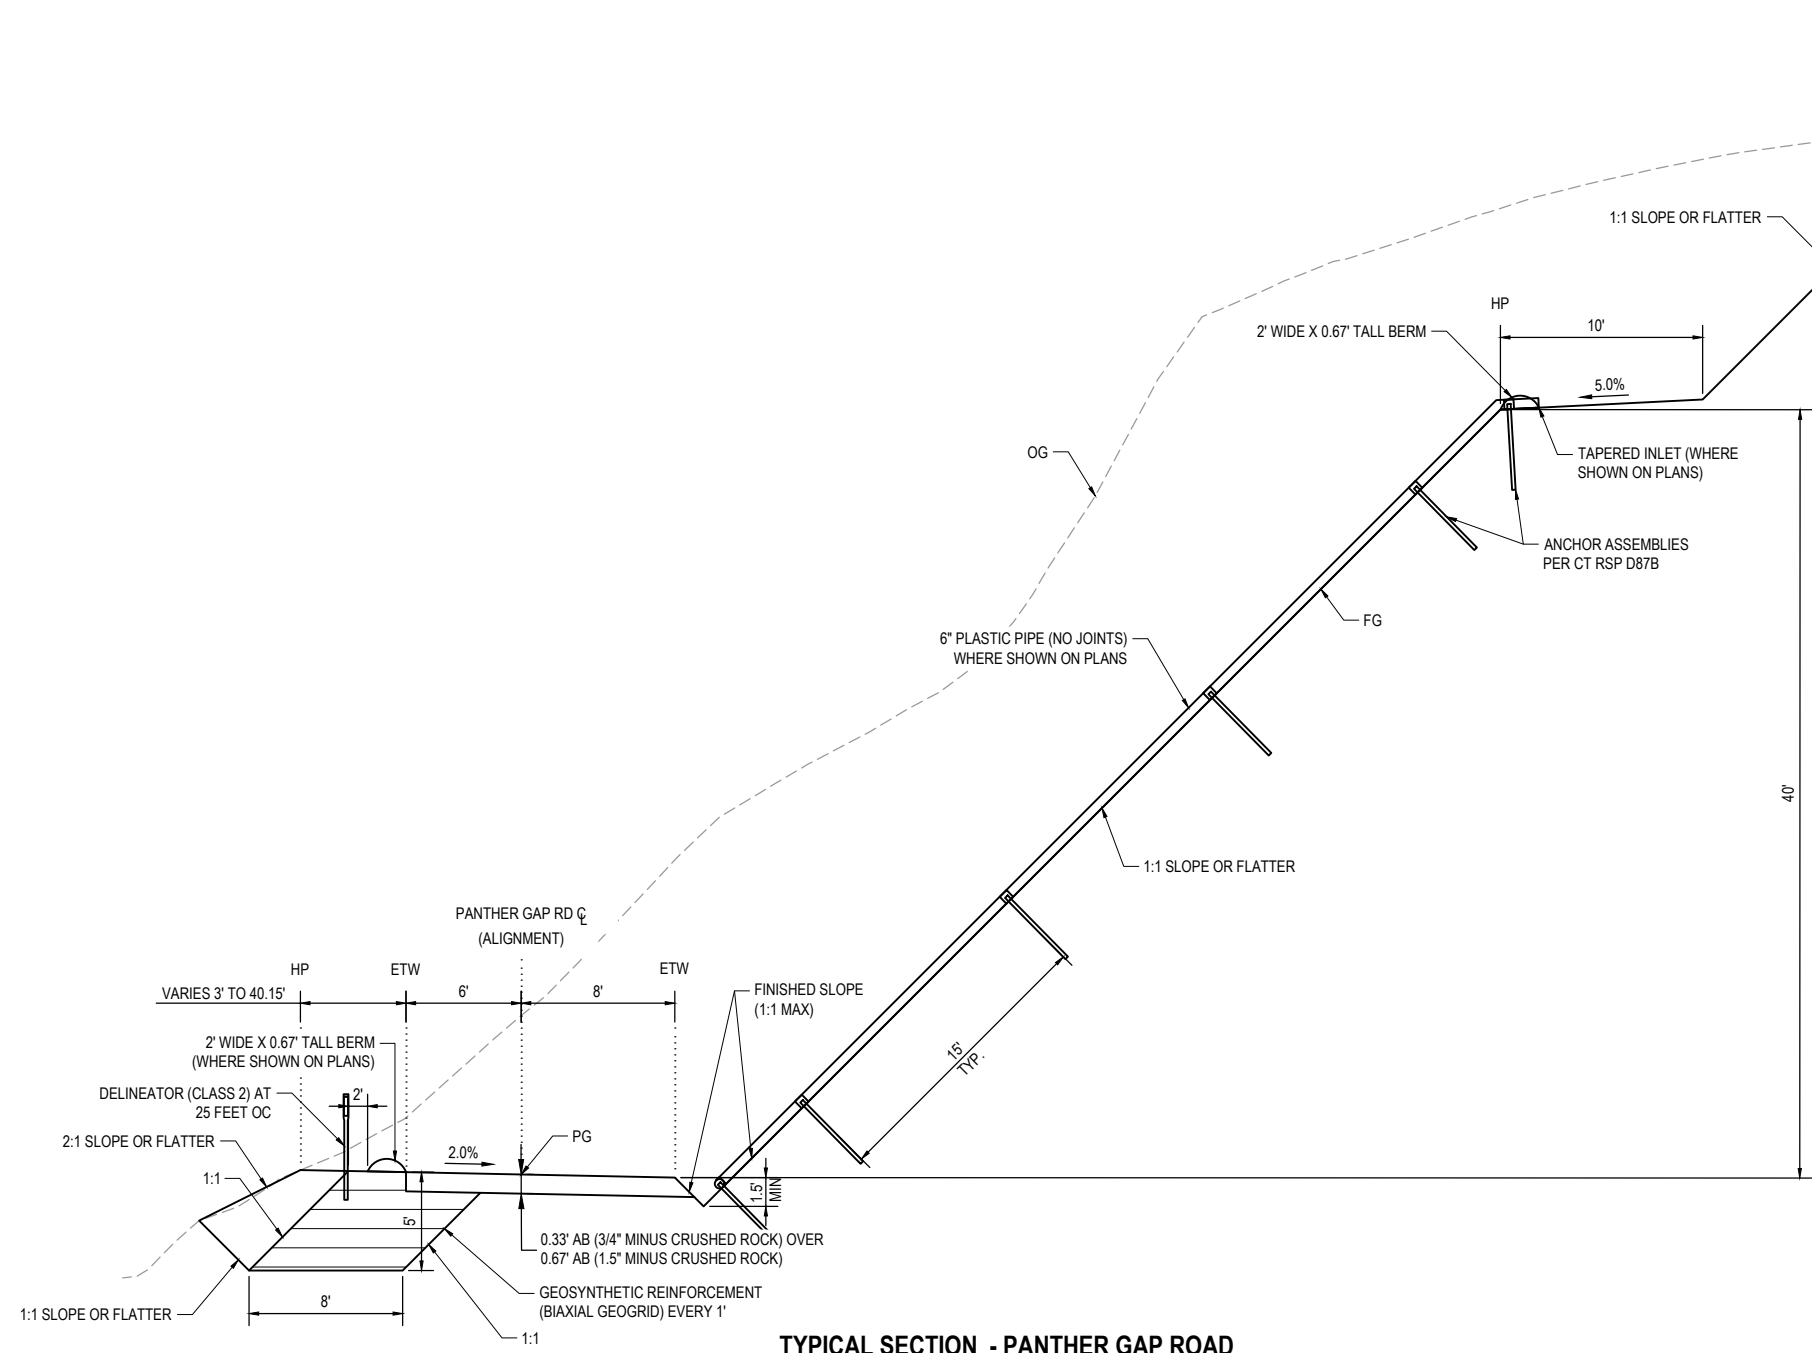 1:1 SLOPE OR FLATTER
HP
10'
2' WIDE X 0.67' TALL BERM
5.0%
OG
TAPERED INLET (WHERE
SHOWN ON PLANS)
ANCHOR ASSEMBLIES
PER CT RSP D87B
FG
6" PLASTIC PIPE (NO JOINTS)
WHERE SHOWN ON PLANS
40'
1:1 SLOPE OR FLATTER
PANTHER GAP RD ℄
(ALIGNMENT)
HP
ETW
ETW
VARIES 3' TO 40.15'
6'
8'
FINISHED SLOPE
(1:1 MAX)
15'
TYP.
2' WIDE X 0.67' TALL BERM
(WHERE SHOWN ON PLANS)
DELINEATOR (CLASS 2) AT
25 FEET OC
2'
2:1 SLOPE OR FLATTER
2.0%
PG
1:1
1.5'
MIN
5'
0.33' AB (3/4" MINUS CRUSHED ROCK) OVER
0.67' AB (1.5" MINUS CRUSHED ROCK)
GEOSYNTHETIC REINFORCEMENT
(BIAXIAL GEOGRID) EVERY 1'
8'
1:1 SLOPE OR FLATTER
1:1
TYPICAL SECTION - PANTHER GAP ROAD